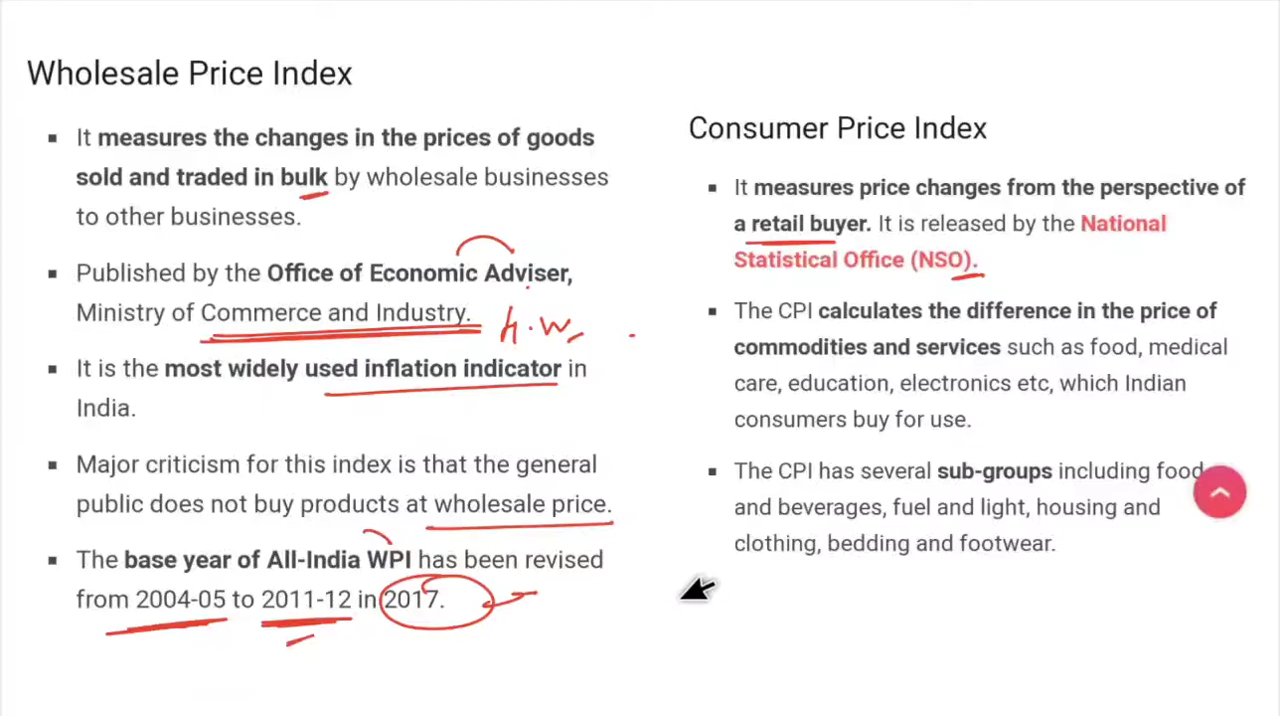 Wholesale Price Index
▪ It measures the changes in the prices of goods
sold and traded in bulk by wholesale businesses
to other businesses.
▪ Published by the Office of Economic Adviser,
Ministry of Commerce and Industry.
H.W.
▪ It is the most widely used inflation indicator in
India.
▪ Major criticism for this index is that the general
public does not buy products at wholesale price.
▪ The base year of All-India WPI has been revised
from 2004-05 to 2011-12 in 2017.
Consumer Price Index
▪ It measures price changes from the perspective of
a retail buyer. It is released by the National
Statistical Office (NSO).
▪ The CPI calculates the difference in the price of
commodities and services such as food, medical
care, education, electronics etc, which Indian
consumers buy for use.
▪ The CPI has several sub-groups including food
and beverages, fuel and light, housing and
clothing, bedding and footwear.